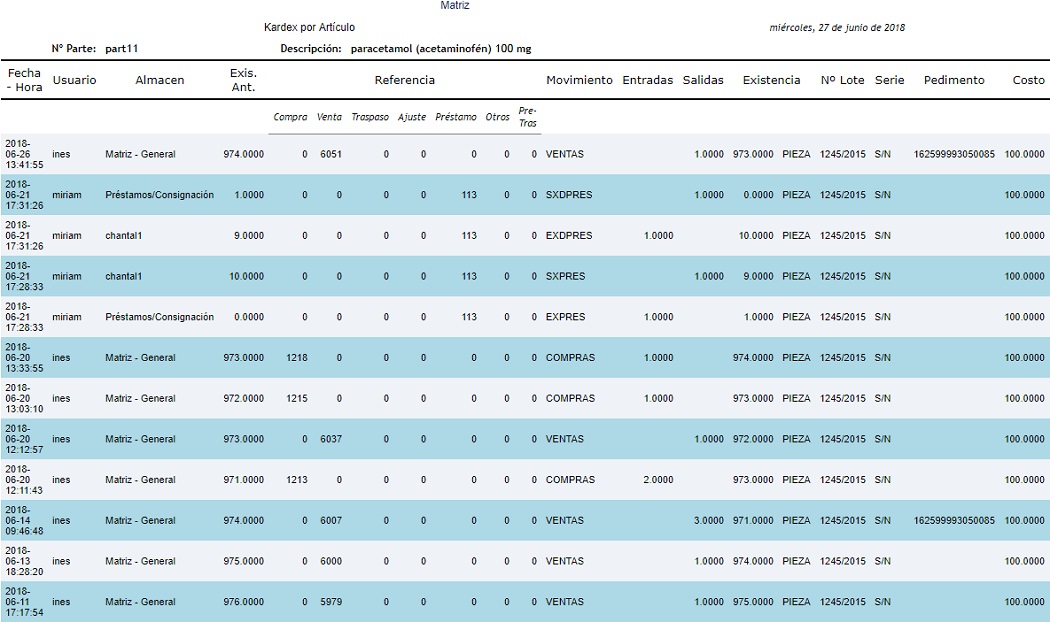 Matriz
Kardex por Artículo miércoles, 27 de junio de 2018
Nº Parte: part11 Descripción: paracetamol (acetaminofén) 100 mg
Fecha - Hora Usuario Almacen Exis. Ant. Referencia Movimiento Entradas Salidas Existencia Nº Lote Serie Pedimento Costo
Compra Venta Traspaso Ajuste Préstamo Otros Pre-Tras
2018-06-26 13:41:55 ines Matriz - General 974.0000 0 6051 0 0 0 0 0 VENTAS 1.0000 973.0000 PIEZA 1245/2015 S/N 162599993050085 100.0000
2018-06-21 17:31:26 miriam Préstamos/Consignación 1.0000 0 0 0 0 113 0 0 SXDPRES 1.0000 0.0000 PIEZA 1245/2015 S/N 100.0000
2018-06-21 17:31:26 miriam chantal1 9.0000 0 0 0 0 113 0 0 EXDPRES 1.0000 10.0000 PIEZA 1245/2015 S/N 100.0000
2018-06-21 17:28:33 miriam chantal1 10.0000 0 0 0 0 113 0 0 SXPRES 1.0000 9.0000 PIEZA 1245/2015 S/N 100.0000
2018-06-21 17:28:33 miriam Préstamos/Consignación 0.0000 0 0 0 0 113 0 0 EXPRES 1.0000 1.0000 PIEZA 1245/2015 S/N 100.0000
2018-06-20 13:33:55 ines Matriz - General 973.0000 1218 0 0 0 0 0 0 COMPRAS 1.0000 974.0000 PIEZA 1245/2015 S/N 100.0000
2018-06-20 13:03:10 ines Matriz - General 972.0000 1215 0 0 0 0 0 0 COMPRAS 1.0000 973.0000 PIEZA 1245/2015 S/N 100.0000
2018-06-20 12:12:57 ines Matriz - General 973.0000 0 6037 0 0 0 0 0 VENTAS 1.0000 972.0000 PIEZA 1245/2015 S/N 100.0000
2018-06-20 12:11:43 ines Matriz - General 971.0000 1213 0 0 0 0 0 0 COMPRAS 2.0000 973.0000 PIEZA 1245/2015 S/N 100.0000
2018-06-14 09:46:48 ines Matriz - General 974.0000 0 6007 0 0 0 0 0 VENTAS 3.0000 971.0000 PIEZA 1245/2015 S/N 162599993050085 100.0000
2018-06-13 18:28:20 ines Matriz - General 975.0000 0 6000 0 0 0 0 0 VENTAS 1.0000 974.0000 PIEZA 1245/2015 S/N 100.0000
2018-06-11 17:17:54 ines Matriz - General 976.0000 0 5979 0 0 0 0 0 VENTAS 1.0000 975.0000 PIEZA 1245/2015 S/N 100.0000